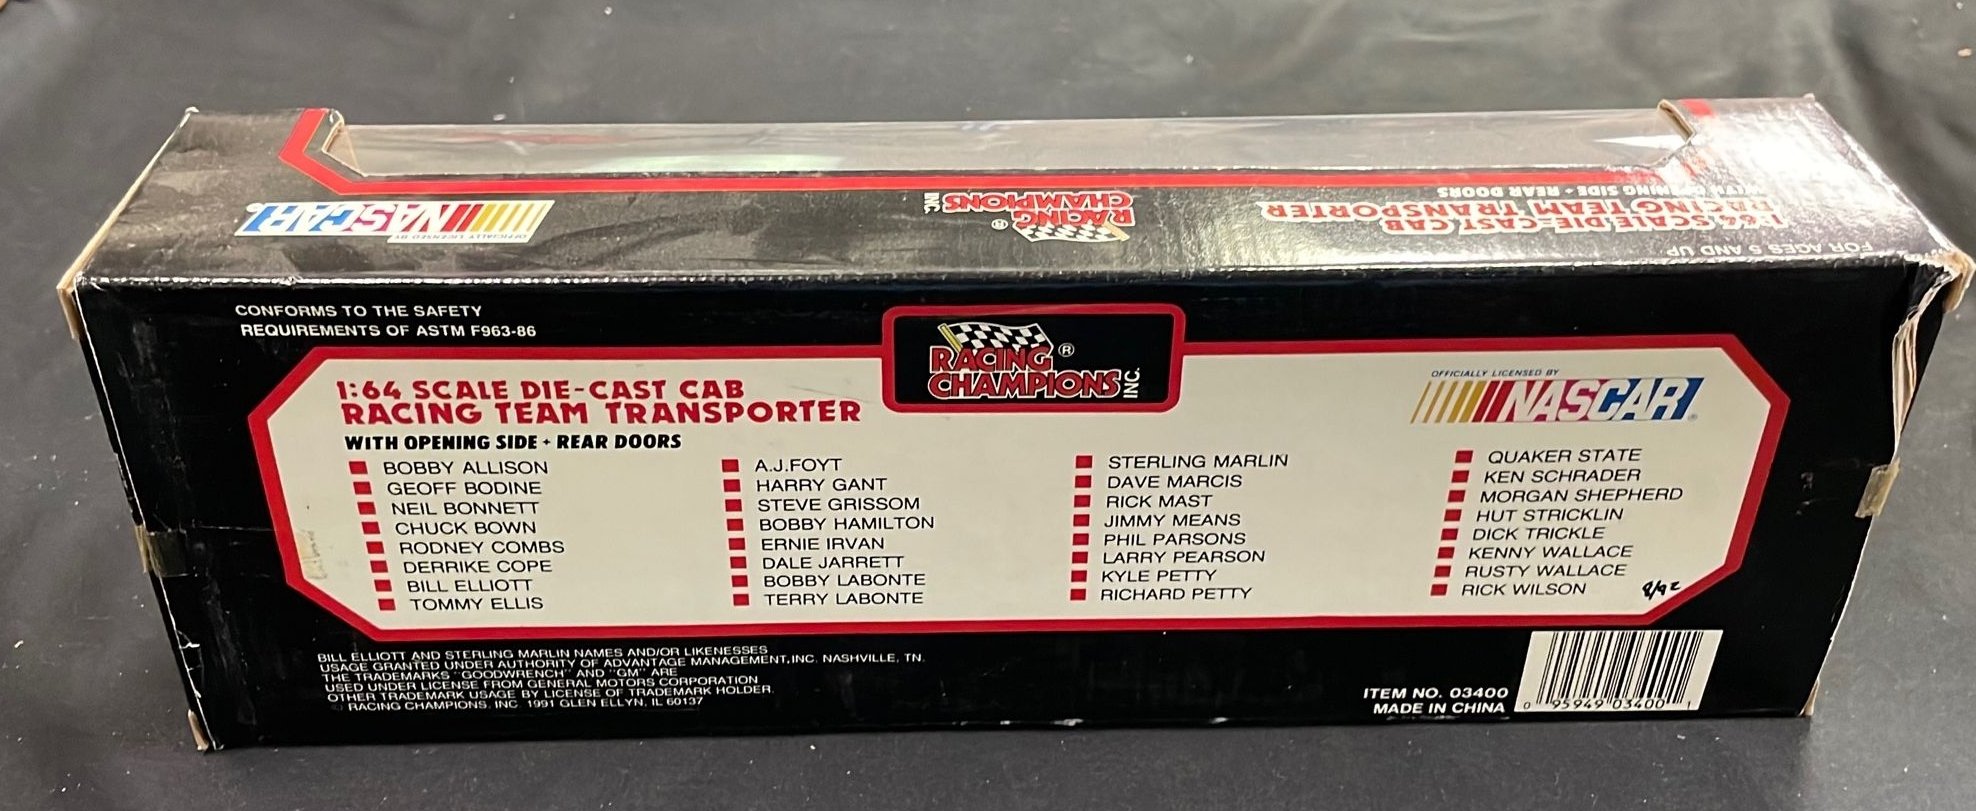 FOR AGES 5 AND UP
1:64 SCALE DIE-CAST CAB
RACING TEAM TRANSPORTER
WITH OPENING SIDE + REAR DOORS
RACING ®
CHAMPIONS
INC.
OFFICIALLY LICENSED BY
NASCAR®
CONFORMS TO THE SAFETY
REQUIREMENTS OF ASTM F963-86
RACING ®
CHAMPIONS INC.
1:64 SCALE DIE-CAST CAB
RACING TEAM TRANSPORTER
WITH OPENING SIDE + REAR DOORS
OFFICIALLY LICENSED BY
NASCAR®
BOBBY ALLISON
GEOFF BODINE
NEIL BONNETT
CHUCK BOWN
RODNEY COMBS
DERRIKE COPE
BILL ELLIOTT
TOMMY ELLIS
A.J.FOYT
HARRY GANT
STEVE GRISSOM
BOBBY HAMILTON
ERNIE IRVAN
DALE JARRETT
BOBBY LABONTE
TERRY LABONTE
STERLING MARLIN
DAVE MARCIS
RICK MAST
JIMMY MEANS
PHIL PARSONS
LARRY PEARSON
KYLE PETTY
RICHARD PETTY
QUAKER STATE
KEN SCHRADER
MORGAN SHEPHERD
HUT STRICKLIN
DICK TRICKLE
KENNY WALLACE
RUSTY WALLACE
RICK WILSON
8/92
BILL ELLIOTT AND STERLING MARLIN NAMES AND/OR LIKENESSES
USAGE GRANTED UNDER AUTHORITY OF ADVANTAGE MANAGEMENT,INC. NASHVILLE, TN.
THE TRADEMARKS "GOODWRENCH" AND "GM" ARE
USED UNDER LICENSE FROM GENERAL MOTORS CORPORATION
OTHER TRADEMARK USAGE BY LICENSE OF TRADEMARK HOLDER.
© RACING CHAMPIONS, INC. 1991 GLEN ELLYN, IL 60137
ITEM NO. 03400
MADE IN CHINA
0 95949 03400 1